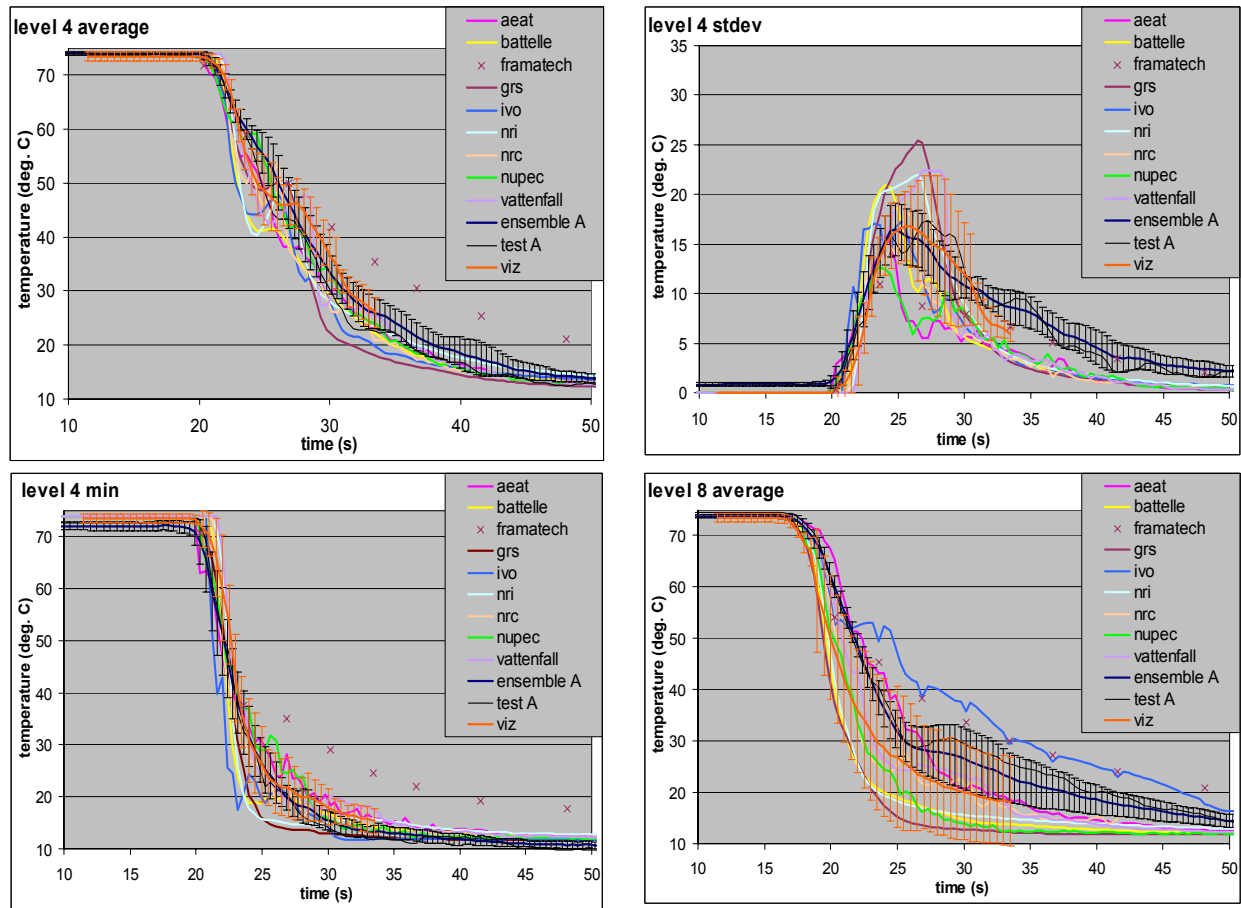 level 4 average
temperature (deg. C)
70
60
50
40
30
20
10
10 20 30 40 50
time (s)
aeat
battelle
framatech
grs
ivo
nri
nrc
nupec
vattenfall
ensemble A
test A
viz
level 4 stdev
temperature (deg. C)
35
30
25
20
15
10
5
0
10 15 20 25 30 35 40 45 50
time (s)
aeat
battelle
framatech
grs
ivo
nri
nrc
nupec
vattenfall
ensemble A
test A
viz
level 4 min
temperature (deg. C)
70
60
50
40
30
20
10
10 15 20 25 30 35 40 45 50
time (s)
aeat
battelle
framatech
grs
ivo
nri
nrc
nupec
vattenfall
ensemble A
test A
viz
level 8 average
temperature (deg. C)
70
60
50
40
30
20
10
10 15 20 25 30 35 40 45 50
time (s)
aeat
battelle
framatech
grs
ivo
nri
nrc
nupec
vattenfall
ensemble A
test A
viz